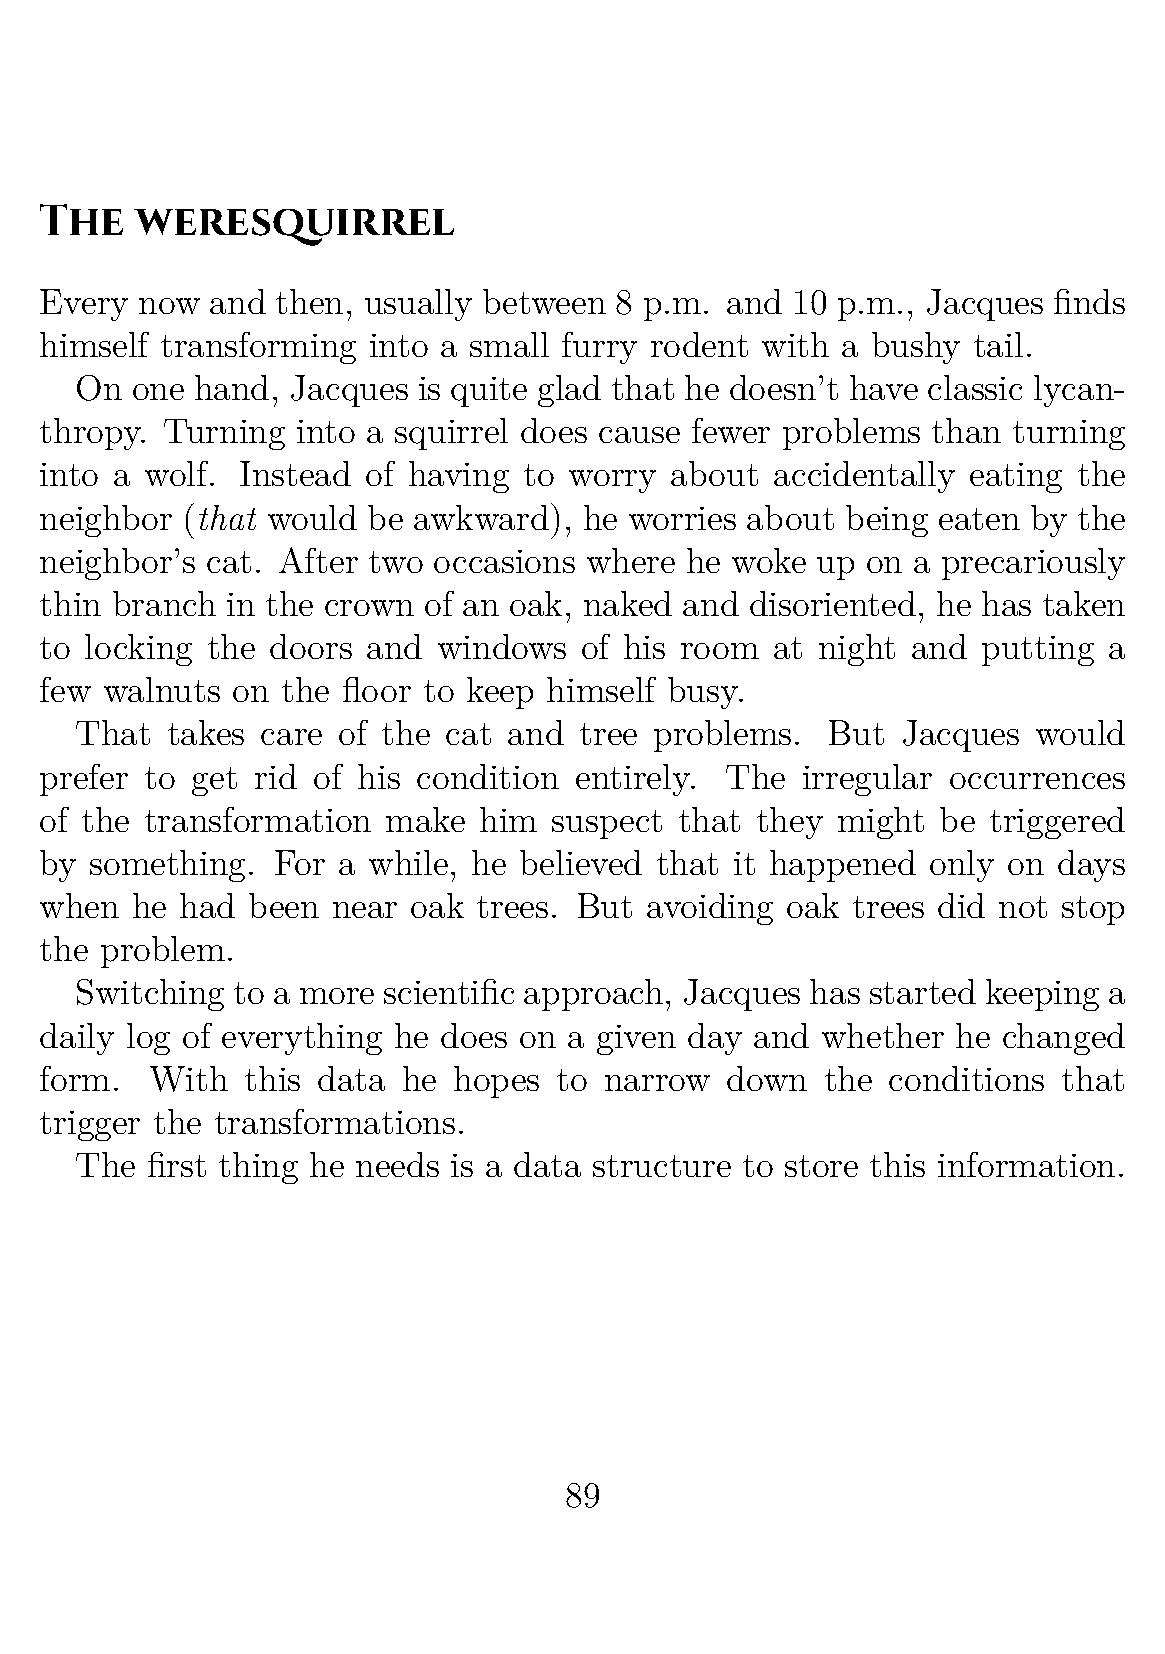 The weresquirrel
Every now and then, usually between 8 p.m. and 10 p.m., Jacques finds
himself transforming into a small furry rodent with a bushy tail.
On one hand, Jacques is quite glad that he doesn't have classic lycan-
thropy. Turning into a squirrel does cause fewer problems than turning
into a wolf. Instead of having to worry about accidentally eating the
neighbor (that would be awkward), he worries about being eaten by the
neighbor's cat. After two occasions where he woke up on a precariously
thin branch in the crown of an oak, naked and disoriented, he has taken
to locking the doors and windows of his room at night and putting a
few walnuts on the floor to keep himself busy.
That takes care of the cat and tree problems. But Jacques would
prefer to get rid of his condition entirely. The irregular occurrences
of the transformation make him suspect that they might be triggered
by something. For a while, he believed that it happened only on days
when he had been near oak trees. But avoiding oak trees did not stop
the problem.
Switching to a more scientific approach, Jacques has started keeping a
daily log of everything he does on a given day and whether he changed
form. With this data he hopes to narrow down the conditions that
trigger the transformations.
The first thing he needs is a data structure to store this information.
89